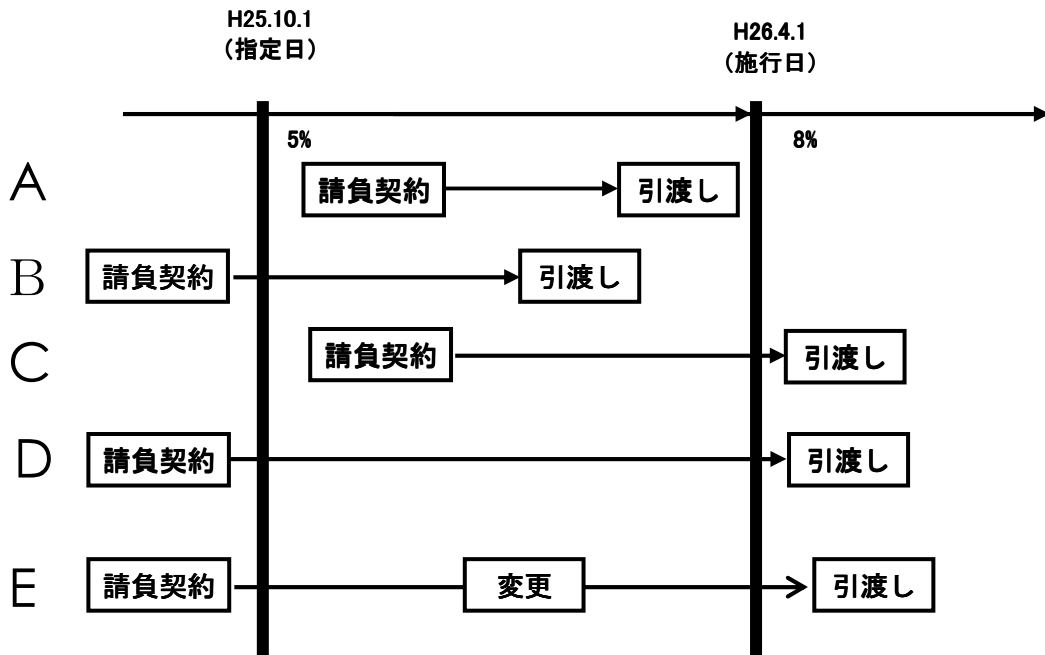 H25.10.1
（指定日）
H26.4.1
（施行日）
5%
8%
A
請負契約
引渡し
B
請負契約
引渡し
C
請負契約
引渡し
D
請負契約
引渡し
E
請負契約
変更
引渡し